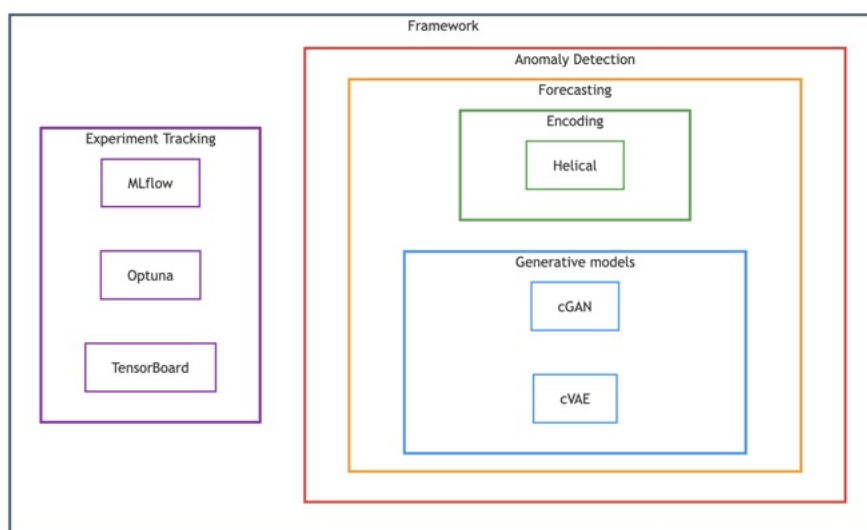 Framework
Anomaly Detection
Forecasting
Encoding
Helical
Experiment Tracking
MLflow
Optuna
TensorBoard
Generative models
cGAN
cVAE